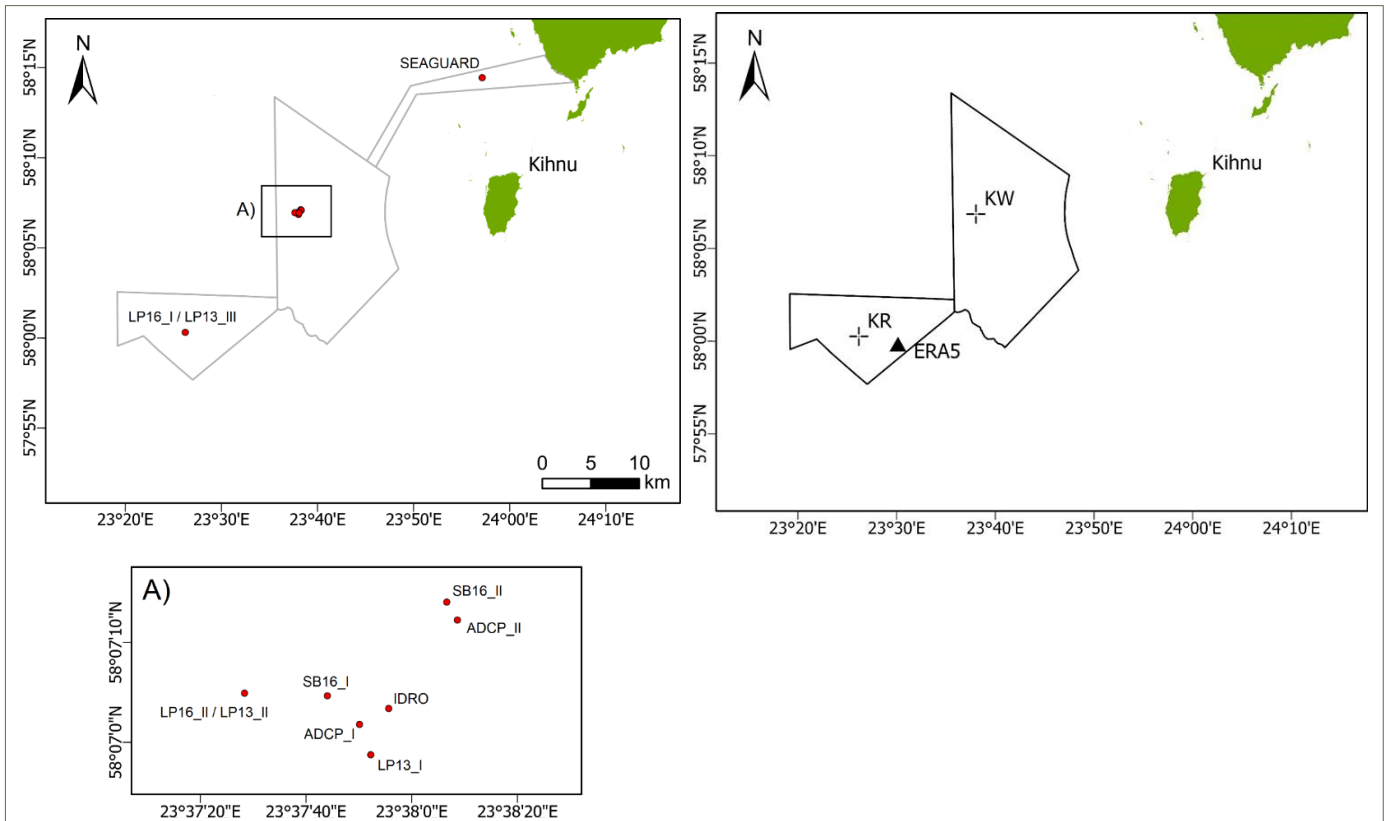 N
58°15'N
58°10'N
58°05'N
58°00'N
57°55'N
SEAGUARD
Kihnu
A)
LP16_I / LP13_III
0 5 10
km
23°20'E 23°30'E 23°40'E 23°50'E 24°00'E 24°10'E
N
58°15'N
58°10'N
58°05'N
58°00'N
57°55'N
Kihnu
KW
KR
ERA5
23°20'E 23°30'E 23°40'E 23°50'E 24°00'E 24°10'E
A)
58°07'10"N
58°07'0"N
SB16_II
ADCP_II
SB16_I
IDRO
LP16_II / LP13_II
ADCP_I
LP13_I
23°37'20"E 23°37'40"E 23°38'0"E 23°38'20"E